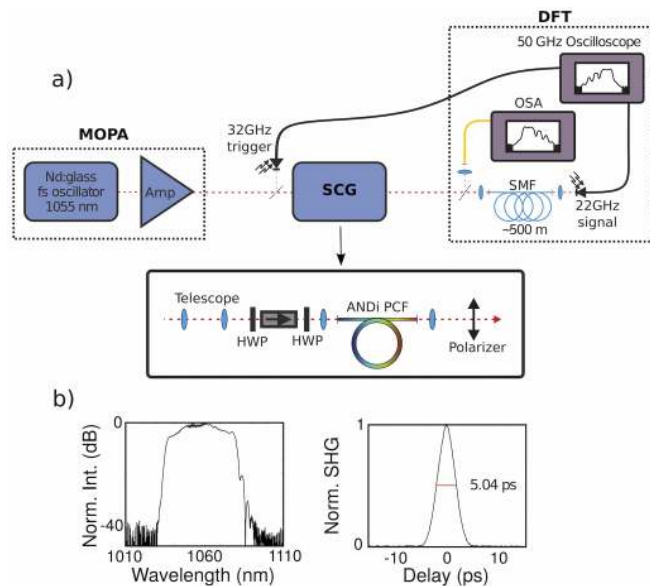 DFT
50 GHz Oscilloscope
a)
OSA
MOPA
32GHz
trigger
Nd:glass
fs oscillator
1055 nm
Amp
SCG
SMF
~500 m
22GHz
signal
Telescope
ANDi PCF
HWP
HWP
Polarizer
b)
0
Norm. Int. (dB)
-40
1010
1060
1110
Wavelength (nm)
1
Norm. SHG
5.04 ps
0
-10
0
10
Delay (ps)